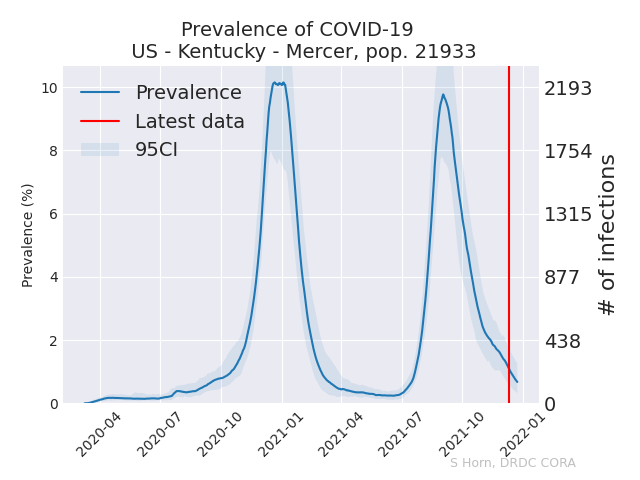 Prevalence of COVID-19
US - Kentucky - Mercer, pop. 21933
Prevalence
Latest data
95CI
Prevalence (%)
10
8
6
4
2
0
2193
1754
1315
877
438
0
# of infections
2020-04
2020-07
2020-10
2021-01
2021-04
2021-07
2021-10
2022-01
S Horn, DRDC CORA